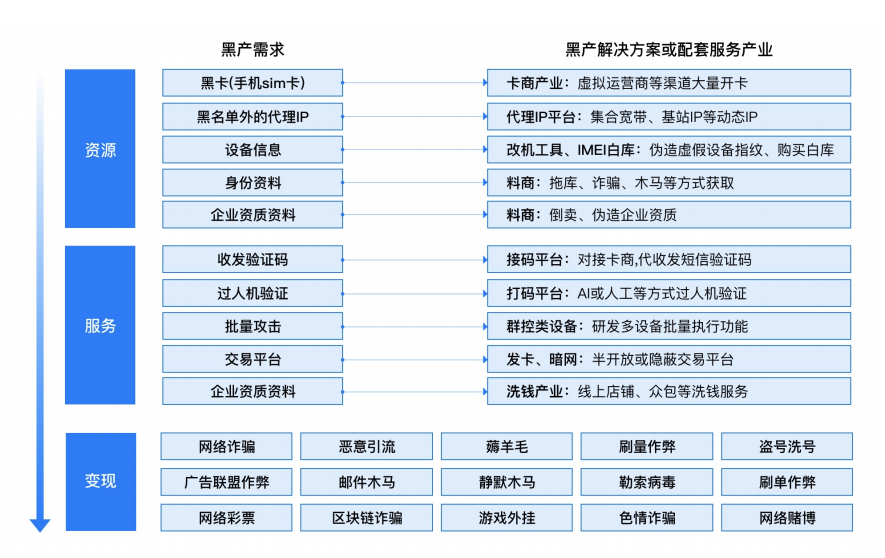 黑产需求
黑产解决方案或配套服务产业
资源
黑卡(手机sim卡)
卡商产业：虚拟运营商等渠道大量开卡
黑名单外的代理IP
代理IP平台：集合宽带、基站IP等动态IP
设备信息
改机工具、IMEI白库：伪造虚假设备指纹、购买白库
身份资料
料商：拖库、诈骗、木马等方式获取
企业资质资料
料商：倒卖、伪造企业资质
服务
收发验证码
接码平台：对接卡商,代收发短信验证码
过人机验证
打码平台：AI或人工等方式过人机验证
批量攻击
群控类设备：研发多设备批量执行功能
交易平台
发卡、暗网：半开放或隐蔽交易平台
企业资质资料
洗钱产业：线上店铺、众包等洗钱服务
变现
网络诈骗
恶意引流
薅羊毛
刷量作弊
盗号洗号
广告联盟作弊
邮件木马
静默木马
勒索病毒
刷单作弊
网络彩票
区块链诈骗
游戏外挂
色情诈骗
网络赌博